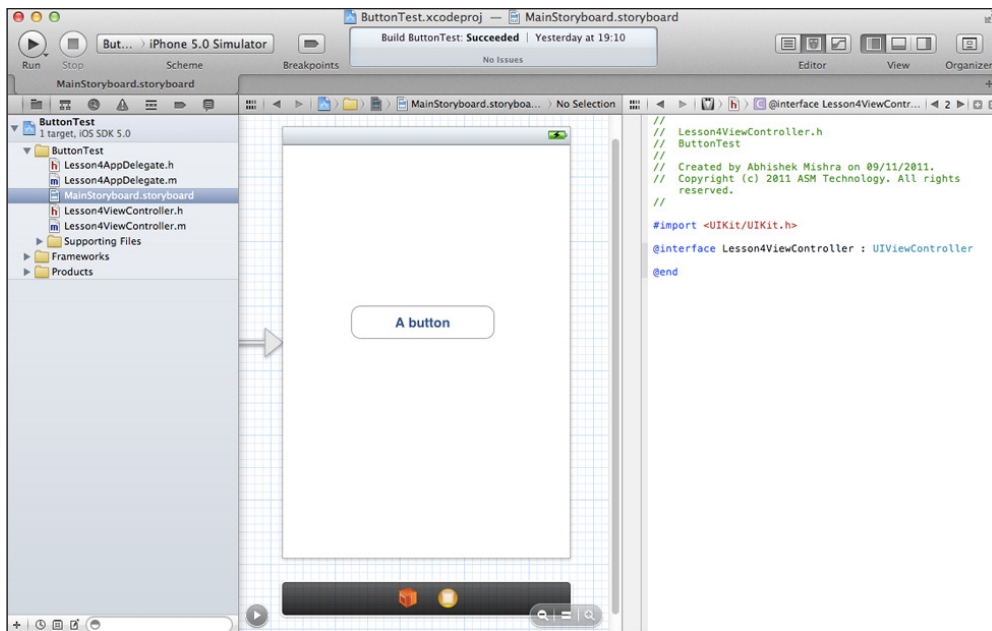 ButtonTest.xcodeproj — MainStoryboard.storyboard
But... › iPhone 5.0 Simulator
Build ButtonTest: Succeeded | Yesterday at 19:10
No Issues
Run
Stop
Scheme
Breakpoints
Editor
View
Organizer
MainStoryboard.storyboard
MainStoryboard.storyboa... › No Selection
@interface Lesson4ViewContr...
2
ButtonTest
1 target, iOS SDK 5.0
ButtonTest
h Lesson4AppDelegate.h
m Lesson4AppDelegate.m
MainStoryboard.storyboard
h Lesson4ViewController.h
m Lesson4ViewController.m
Supporting Files
Frameworks
Products
A button
//
// Lesson4ViewController.h
// ButtonTest
//
// Created by Abhishek Mishra on 09/11/2011.
// Copyright (c) 2011 ASM Technology. All rights
reserved.
//
#import <UIKit/UIKit.h>
@interface Lesson4ViewController : UIViewController
@end